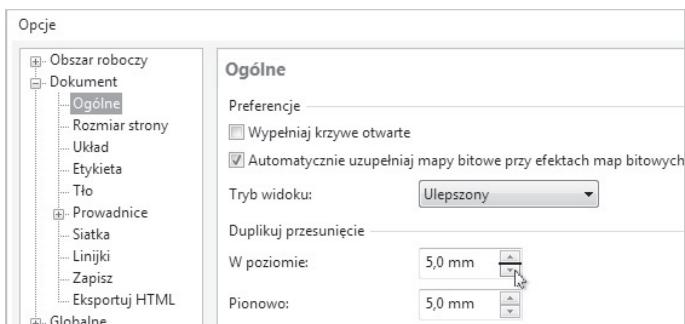 Opcje
Obszar roboczy
Dokument
Ogólne
Rozmiar strony
Układ
Etykieta
Tło
Prowadnice
Siatka
Linijki
Zapisz
Eksportuj HTML
Globalne
Ogólne
Preferencje
Wypełniaj krzywe otwarte
Automatycznie uzupełniaj mapy bitowe przy efektach map bitowych
Tryb widoku: Ulepszony
Duplikuj przesunięcie
W poziomie: 5,0 mm
Pionowo: 5,0 mm